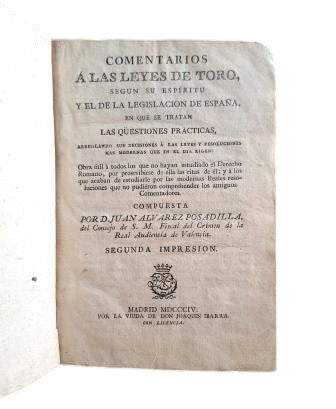 COMENTARIOS
Á LAS LEYES DE TORO,
SEGUN SU ESPÍRITU
Y EL DE LA LEGISLACION DE ESPAÑA,
EN QUE SE TRATAN
LAS QÜESTIONES PRÁCTICAS,
ARREGLANDO SUS DECISIONES Á LAS LEYES Y RESOLUCIONES
MAS MODERNAS QUE EN EL DIA RIGEN:
Obra útil á todos los que no hayan estudiado el Derecho
Romano, por proscribirse de ella las citas de él; y á los
que acaban de estudiarle por las modernas Reales reso-
luciones que no pudiéron comprehender los antiguos
Comentadores.
COMPUESTA
POR D. JUAN ALVAREZ POSADILLA,
del Consejo de S. M. Fiscal del Crímen de la
Real Audiencia de Valencia.
SEGUNDA IMPRESION.
MADRID MDCCCIV.
POR LA VIUDA DE DON JOAQUIN IBARRA.
CON LICENCIA.